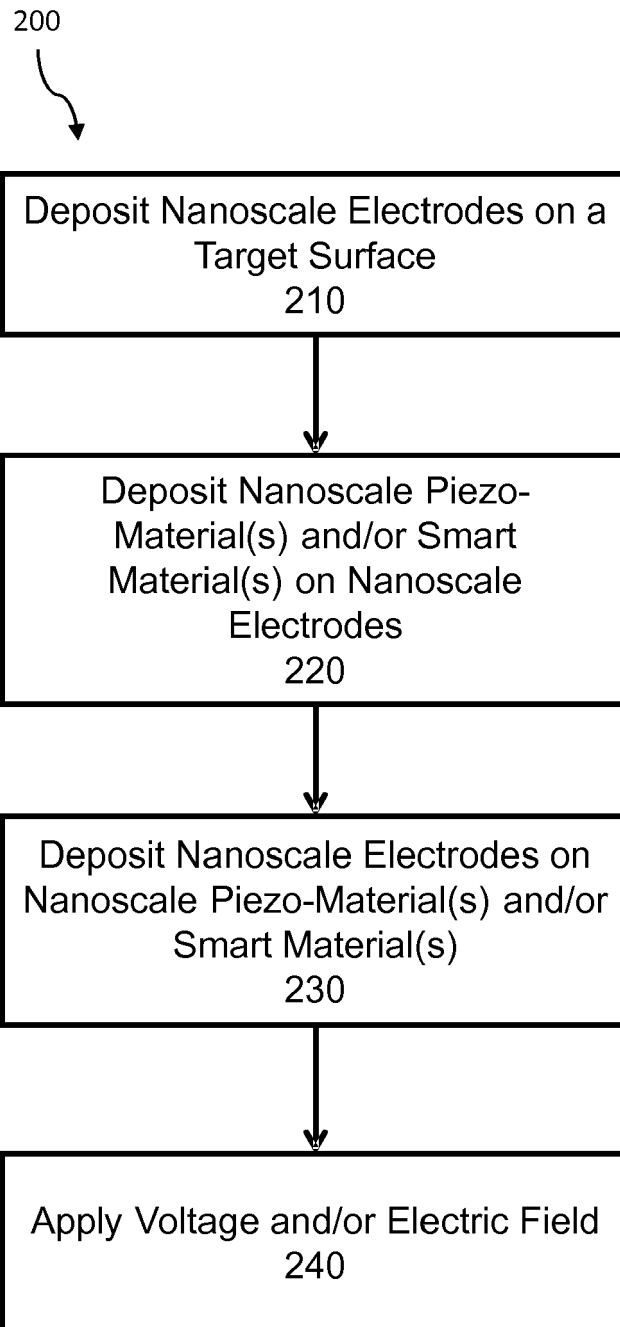 200
Deposit Nanoscale Electrodes on a
Target Surface
210
Deposit Nanoscale Piezo-
Material(s) and/or Smart
Material(s) on Nanoscale
Electrodes
220
Deposit Nanoscale Electrodes on
Nanoscale Piezo-Material(s) and/or
Smart Material(s)
230
Apply Voltage and/or Electric Field
240